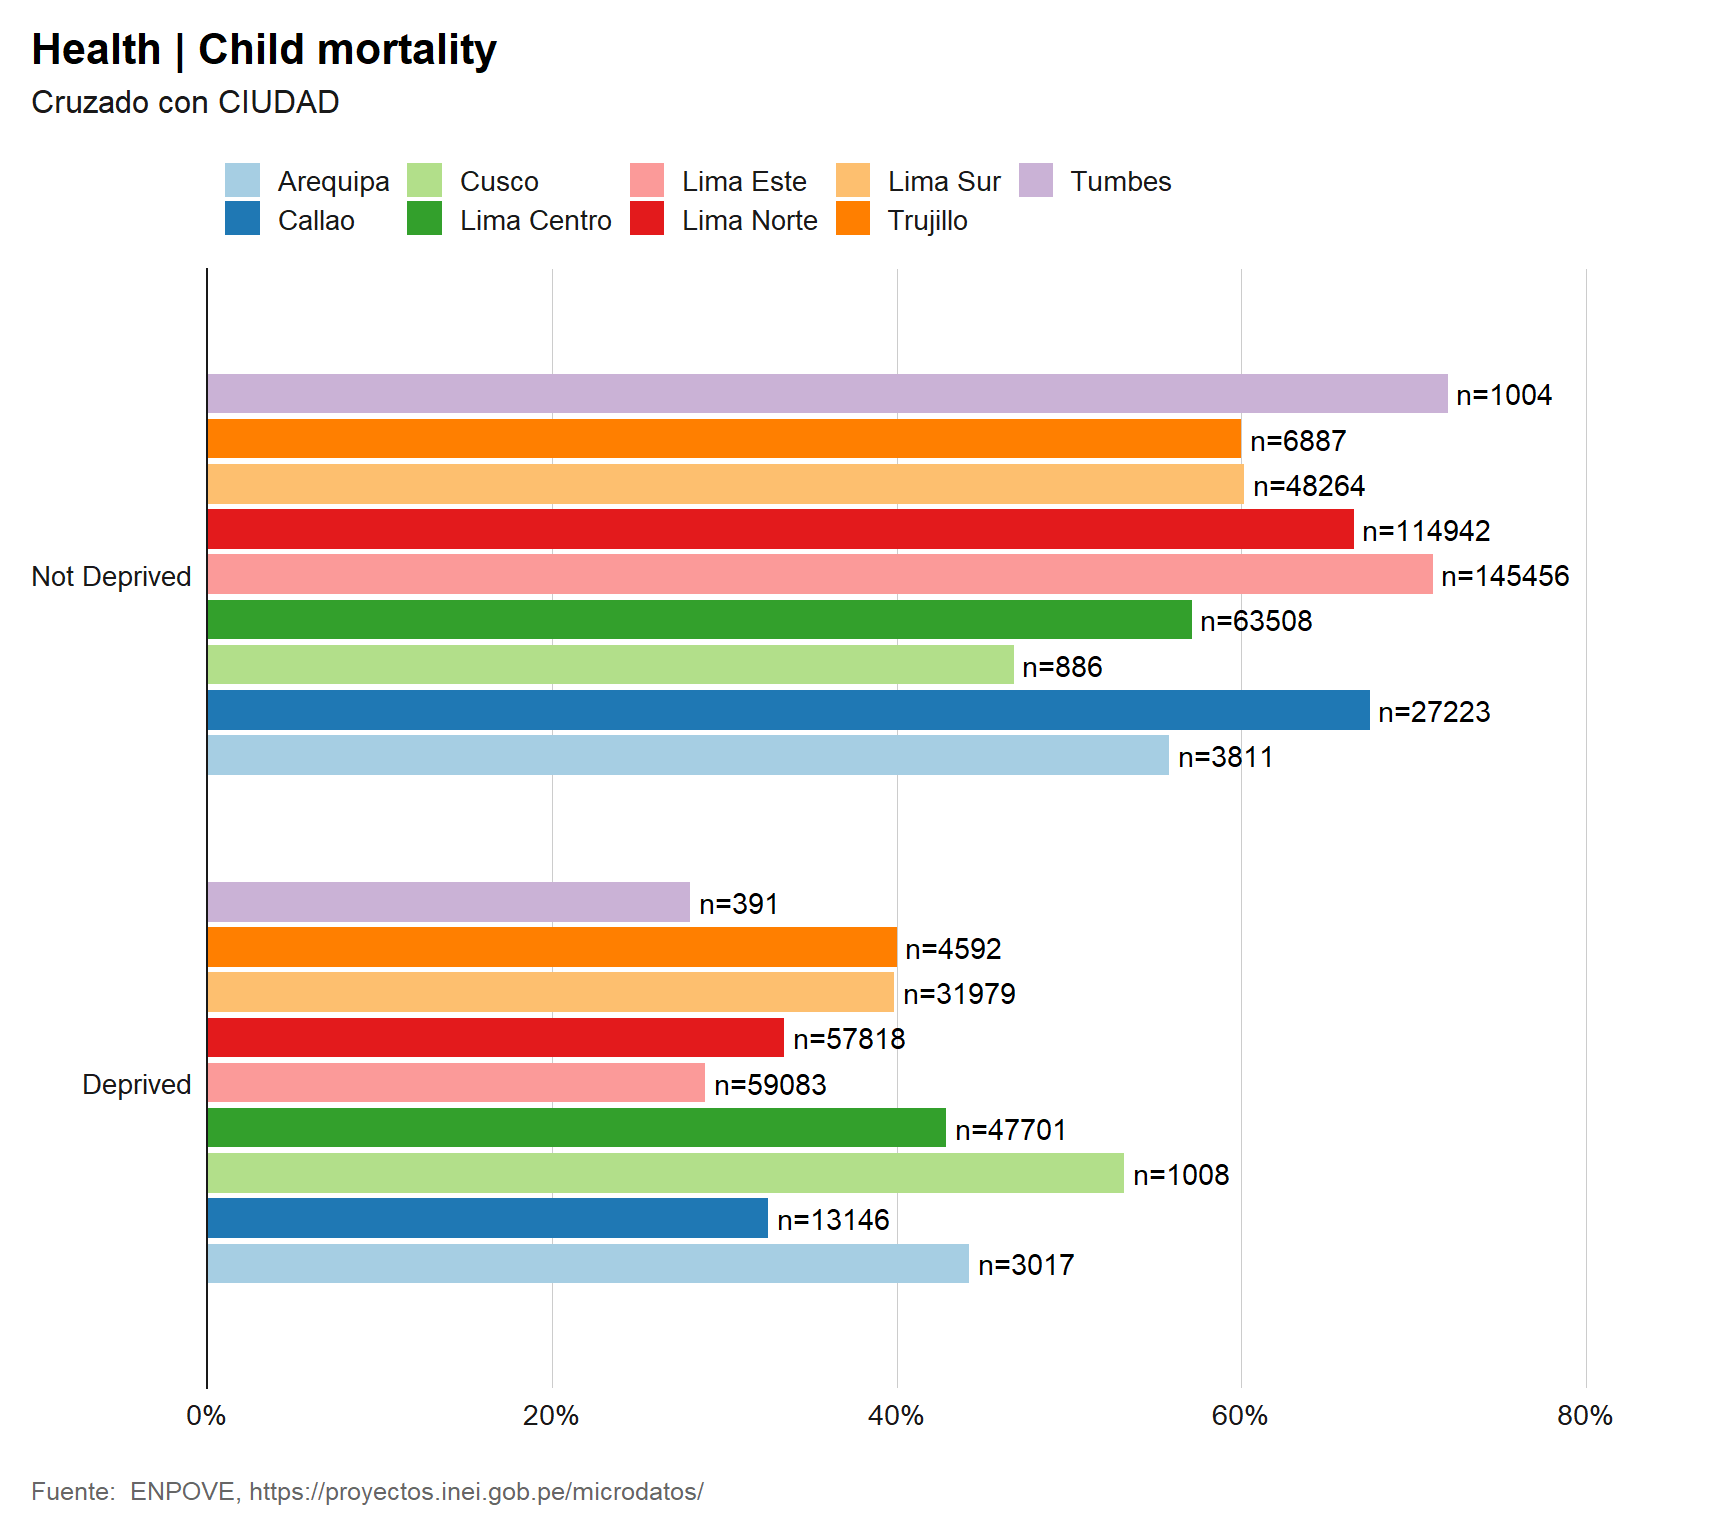 Health | Child mortality
Cruzado con CIUDAD
Arequipa Cusco Lima Este Lima Sur Tumbes
Callao Lima Centro Lima Norte Trujillo
n=1004
n=6887
n=48264
n=114942
Not Deprived n=145456
n=63508
n=886
n=27223
n=3811
n=391
n=4592
n=31979
n=57818
Deprived n=59083
n=47701
n=1008
n=13146
n=3017
0% 20% 40% 60% 80%
Fuente: ENPOVE, https://proyectos.inei.gob.pe/microdatos/